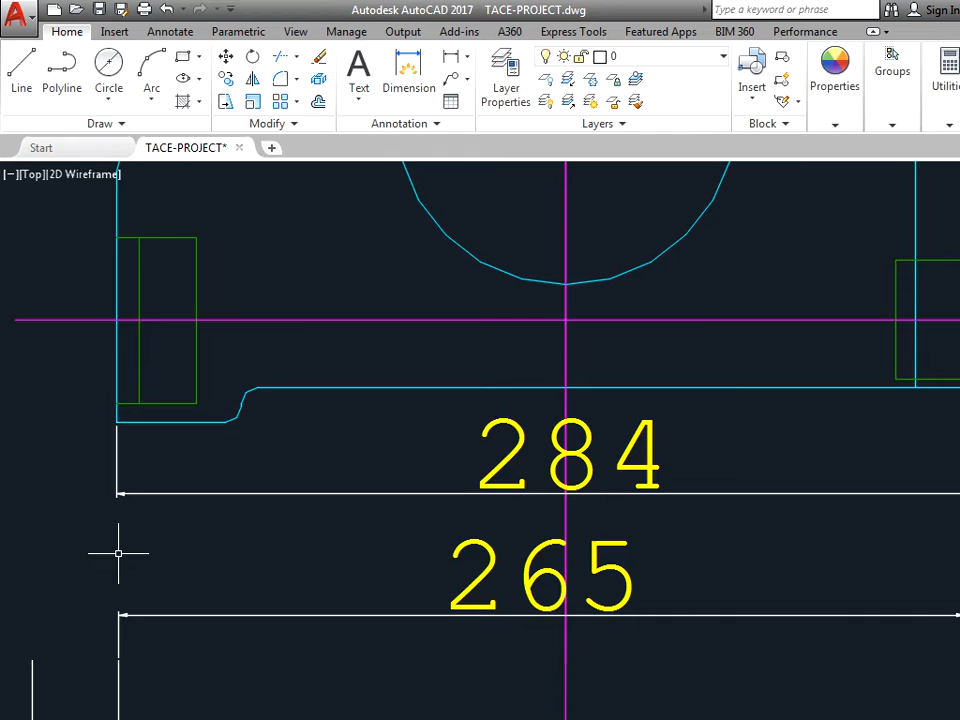 Autodesk AutoCAD 2017 TACE-PROJECT.dwg
Type a keyword or phrase
Sign In
Home Insert Annotate Parametric View Manage Output Add-ins A360 Express Tools Featured Apps BIM 360 Performance
Line Polyline Circle Arc
Text Dimension
Layer Properties
0
Insert
Properties
Groups
Draw Modify Annotation Layers Block
Start TACE-PROJECT*
[−][Top][2D Wireframe]
284
265